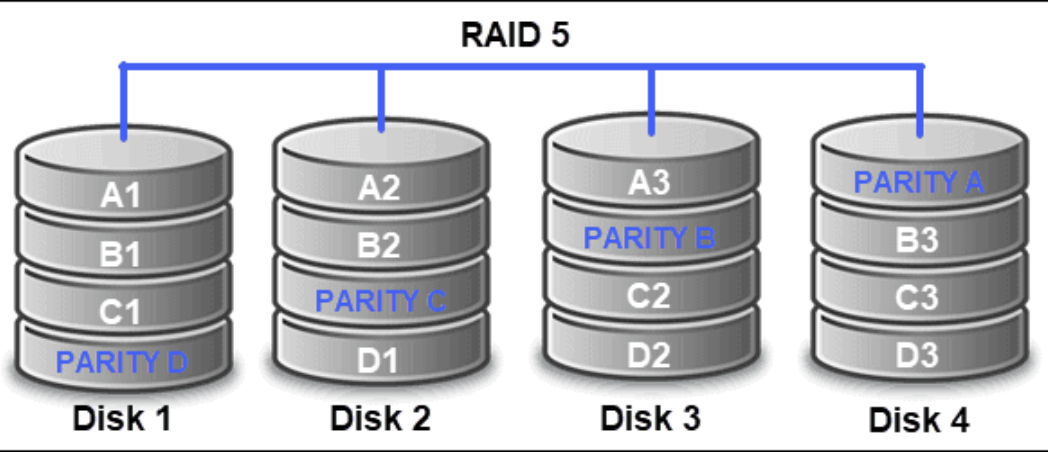 RAID 5
A1
B1
C1
PARITY D
Disk 1
A2
B2
PARITY C
D1
Disk 2
A3
PARITY B
C2
D2
Disk 3
PARITY A
B3
C3
D3
Disk 4